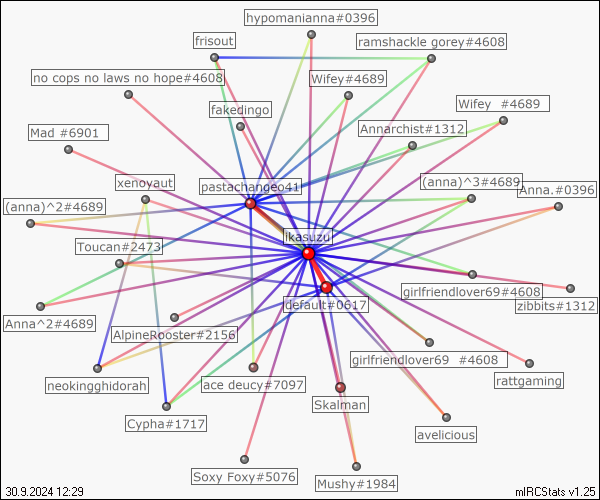 hypomanianna#0396
frisout
ramshackle gorey#4608
no cops no laws no hope#4608
Wifey#4689
fakedingo
Wifey #4689
Annarchist#1312
Mad #6901
xenoyaut
pastachangeo41
(anna)^3#4689
Anna.#0396
(anna)^2#4689
ikasuzu
Toucan#2473
girlfriendlover69#4608
default#0617
zibbits#1312
Anna^2#4689
AlpineRooster#2156
girlfriendlover69 #4608
neokingghidorah
ace deucy#7097
rattgaming
Skalman
Cypha#1717
avelicious
Soxy Foxy#5076
Mushy#1984
30.9.2024 12:29
mIRCStats v1.25